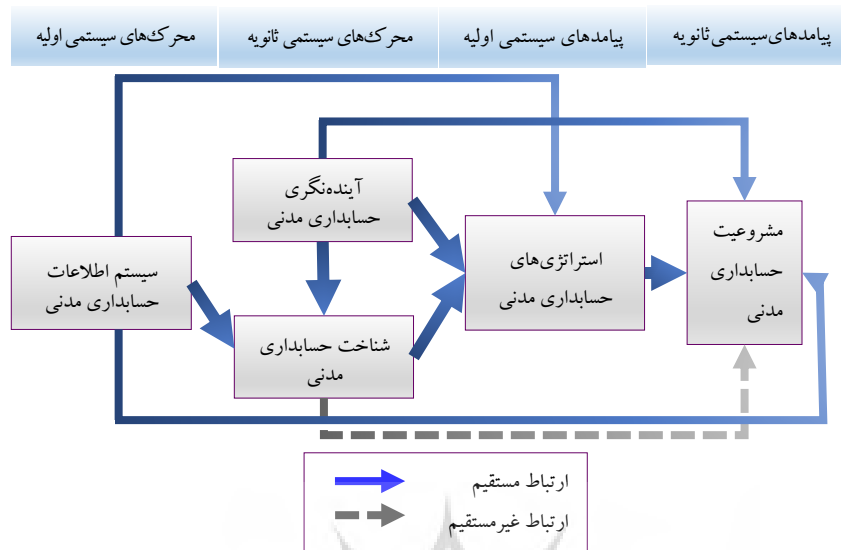 پیامدهای سیستمی ثانویه
پیامدهای سیستمی اولیه
محرک‌های سیستمی ثانویه
محرک‌های سیستمی اولیه
آینده‌نگری
حسابداری مدنی
مشروعیت
حسابداری
مدنی
استراتژی‌های
حسابداری مدنی
سیستم اطلاعات
حسابداری مدنی
شناخت حسابداری
مدنی
ارتباط مستقیم
ارتباط غیرمستقیم